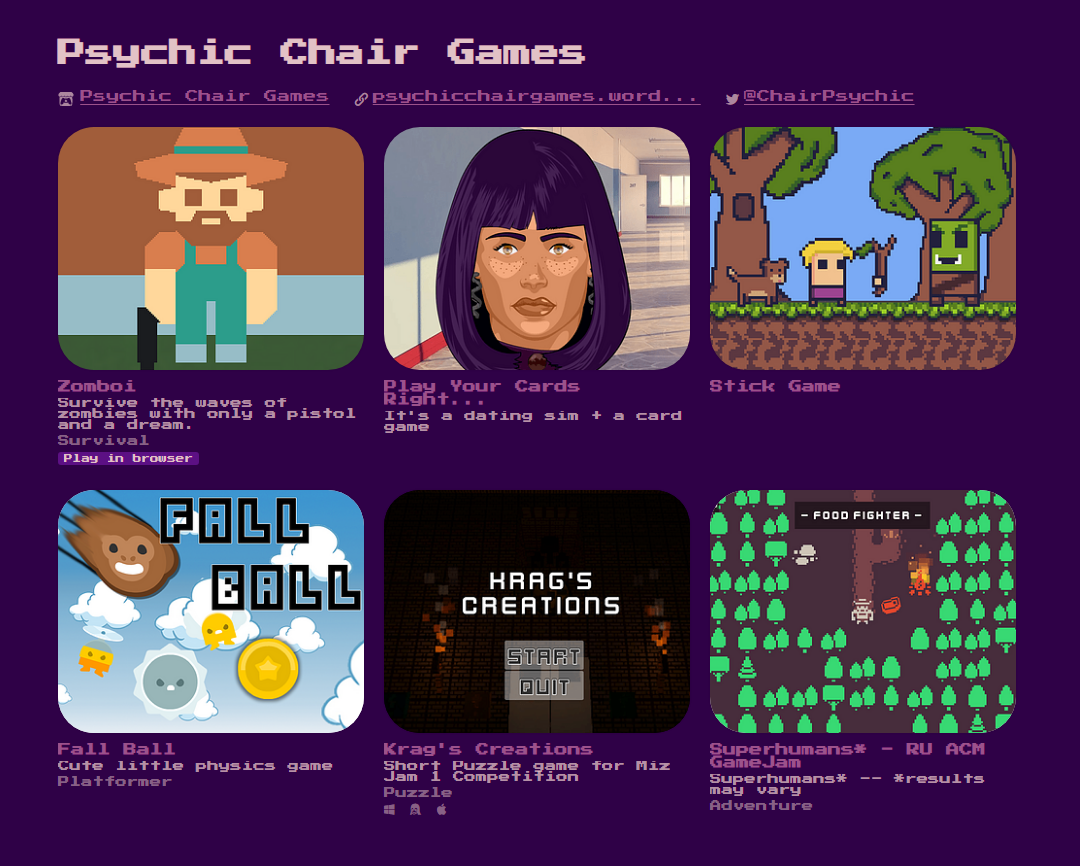 Psychic Chair Games
Psychic Chair Games
psychicchairgames.word...
@ChairPsychic
Zomboi
Survive the waves of
zombies with only a pistol
and a dream.
Survival
Play in browser
Play Your Cards
Right...
It's a dating sim + a card
game
Stick Game
FALL
BALL
Fall Ball
Cute little physics game
Platformer
KRAG'S
CREATIONS
START
QUIT
Krag's Creations
Short Puzzle game for Miz
Jam 1 Competition
Puzzle
- FOOD FIGHTER -
Superhumans* - RU ACM
GameJam
Superhumans* -- *results
may vary
Adventure